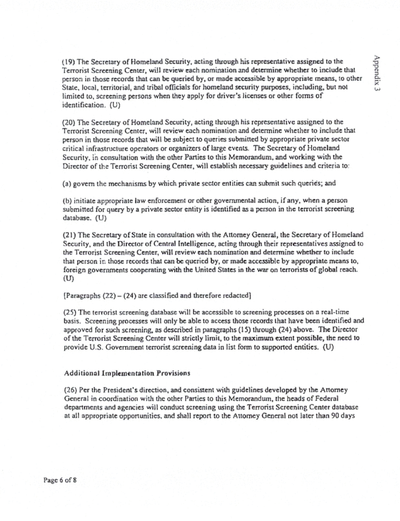 Appendix 3
(19) The Secretary of Homeland Security, acting through his representative assigned to the
Terrorist Screening Center, will review each nomination and determine whether to include that
person in those records that can be queried by, or made accessible by appropriate means, to other
State, local, territorial, and tribal officials for homeland security purposes, including, but not
limited to, screening persons when they apply for driver's licenses or other forms of
identification. (U)
(20) The Secretary of Homeland Security, acting through his representative assigned to the
Terrorist Screening Center, will review each nomination and determine whether to include that
person in those records that will be subject to queries submitted by appropriate private sector
critical infrastructure operators or organizers of large events. The Secretary of Homeland
Security, in consultation with the other Parties to this Memorandum, and working with the
Director of the Terrorist Screening Center, will establish necessary guidelines and criteria to:
(a) govern the mechanisms by which private sector entities can submit such queries; and
(b) initiate appropriate law enforcement or other governmental action, if any, when a person
submitted for query by a private sector entity is identified as a person in the terrorist screening
database. (U)
(21) The Secretary of State in consultation with the Attorney General, the Secretary of Homeland
Security, and the Director of Central Intelligence, acting through their representatives assigned to
the Terrorist Screening Center, will review each nomination and determine whether to include
that person in those records that can be queried by, or made accessible by appropriate means to,
foreign governments cooperating with the United States in the war on terrorists of global reach.
(U)
[Paragraphs (22) – (24) are classified and therefore redacted]
(25) The terrorist screening database will be accessible to screening processes on a real-time
basis. Screening processes will only be able to access those records that have been identified and
approved for such screening, as described in paragraphs (15) through (24) above. The Director
of the Terrorist Screening Center will strictly limit, to the maximum extent possible, the need to
provide U.S. Government terrorist screening data in list form to supported entities. (U)
Additional Implementation Provisions
(26) Per the President's direction, and consistent with guidelines developed by the Attorney
General in coordination with the other Parties to this Memorandum, the heads of Federal
departments and agencies will conduct screening using the Terrorist Screening Center database
at all appropriate opportunities, and shall report to the Attorney General not later than 90 days
Page 6 of 8